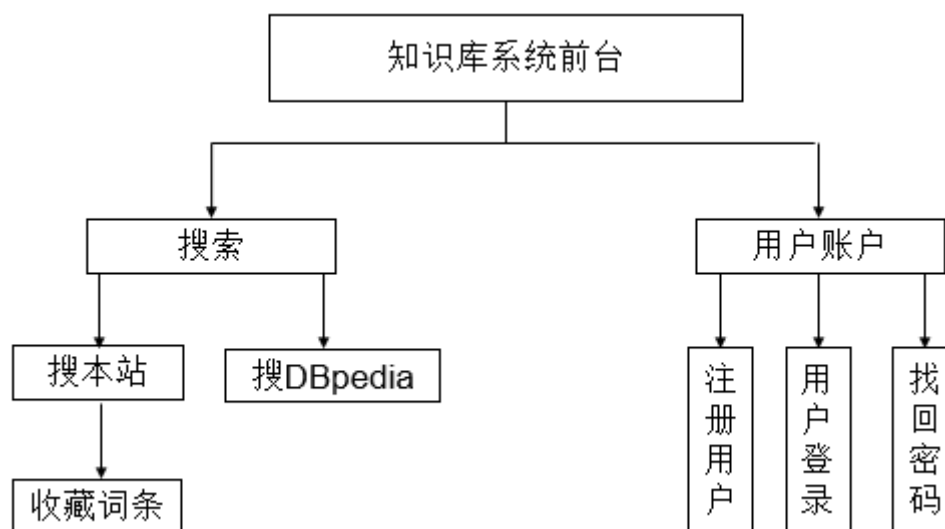 知识库系统前台
搜索
用户账户
搜本站
搜DBpedia
注册用户
用户登录
找回密码
收藏词条